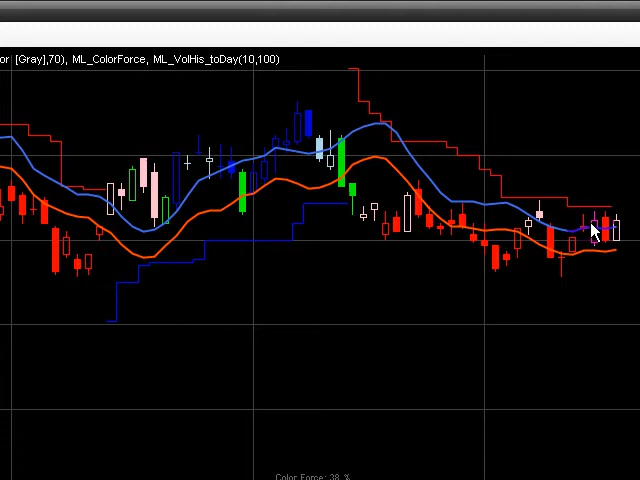 or [Gray],70), ML_ColorForce, ML_VolHis_toDay(10,100)
Color Force: 38 %